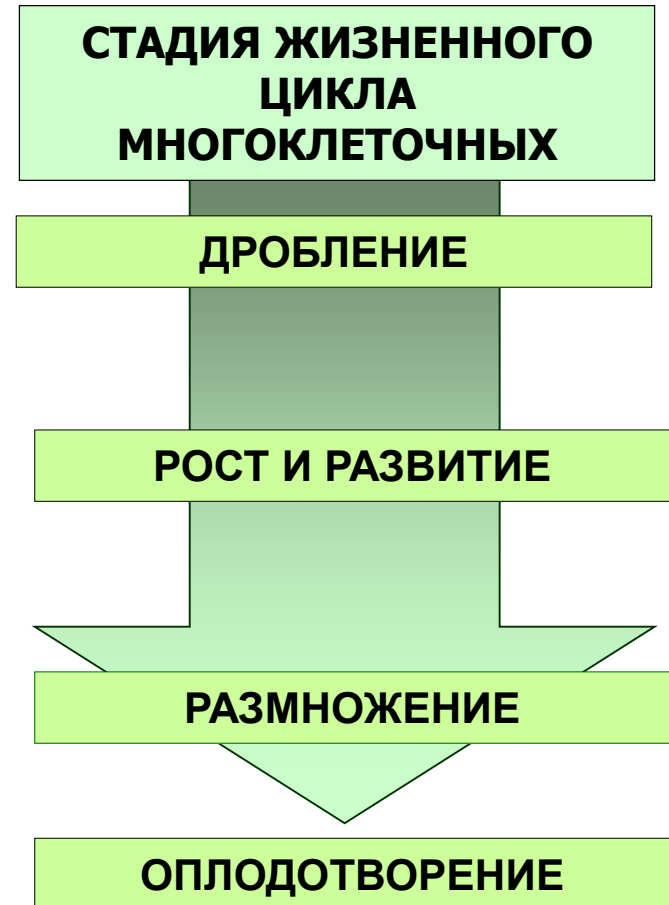 СТАДИЯ ЖИЗНЕННОГО
ЦИКЛА
МНОГОКЛЕТОЧНЫХ
ДРОБЛЕНИЕ
РОСТ И РАЗВИТИЕ
РАЗМНОЖЕНИЕ
ОПЛОДОТВОРЕНИЕ